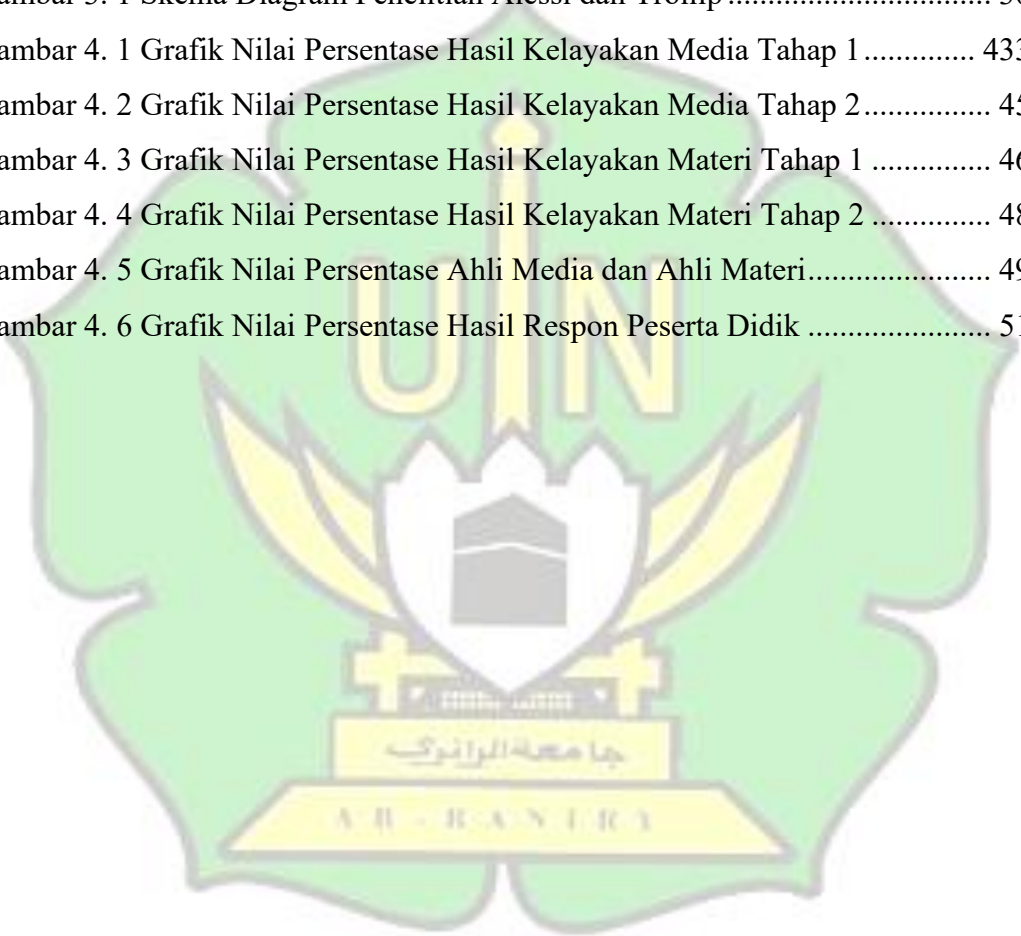 ambar 3. 1 Skema Diagram Penelitian Alessi dan Trollip
ambar 4. 1 Grafik Nilai Persentase Hasil Kelayakan Media Tahap 1 ............. 433
ambar 4. 2 Grafik Nilai Persentase Hasil Kelayakan Media Tahap 2 ............... 45
ambar 4. 3 Grafik Nilai Persentase Hasil Kelayakan Materi Tahap 1 .............. 46
ambar 4. 4 Grafik Nilai Persentase Hasil Kelayakan Materi Tahap 2 .............. 48
ambar 4. 5 Grafik Nilai Persentase Ahli Media dan Ahli Materi ...................... 49
ambar 4. 6 Grafik Nilai Persentase Hasil Respon Peserta Didik ..................... 51
UIN
جامعة الرانري
AR - RANIRY